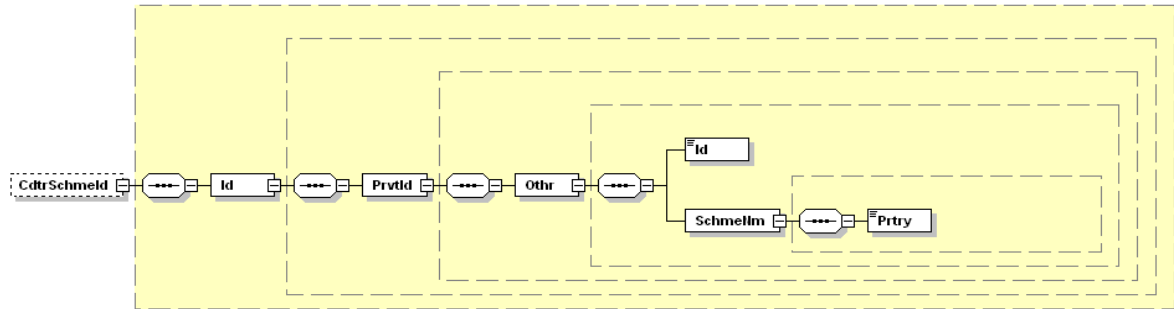 Id
CdtrSchmeId
Id
PrvtId
Othr
SchmeNm
Prtry